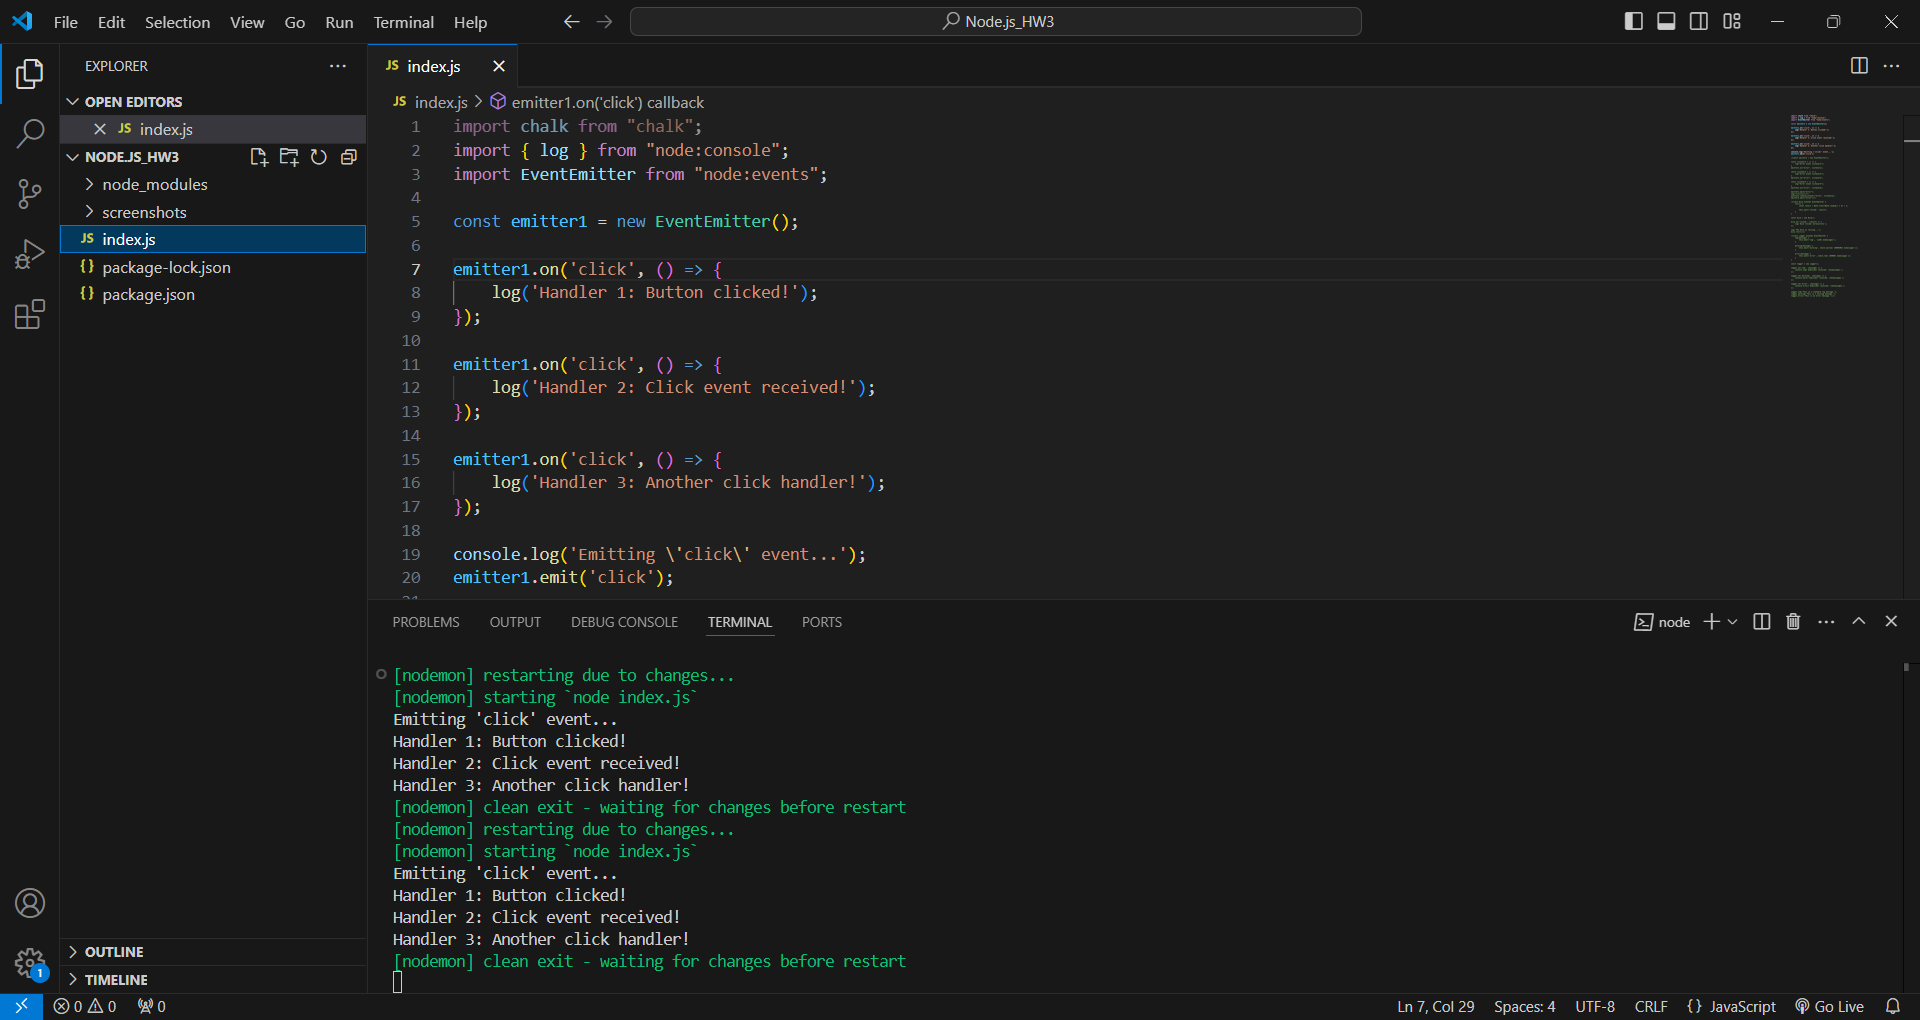 File Edit Selection View Go Run Terminal Help
Node.js_HW3
EXPLORER
OPEN EDITORS
JS index.js
NODE.JS_HW3
node_modules
screenshots
JS index.js
{} package-lock.json
{} package.json
OUTLINE
TIMELINE
JS index.js
JS index.js > emitter1.on('click') callback
1 import chalk from "chalk";
2 import { log } from "node:console";
3 import EventEmitter from "node:events";
4
5 const emitter1 = new EventEmitter();
6
7 emitter1.on('click', () => {
8     log('Handler 1: Button clicked!');
9 });
10
11 emitter1.on('click', () => {
12     log('Handler 2: Click event received!');
13 });
14
15 emitter1.on('click', () => {
16     log('Handler 3: Another click handler!');
17 });
18
19 console.log('Emitting \'click\' event...');
20 emitter1.emit('click');
PROBLEMS OUTPUT DEBUG CONSOLE TERMINAL PORTS
node
[nodemon] restarting due to changes...
[nodemon] starting `node index.js`
Emitting 'click' event...
Handler 1: Button clicked!
Handler 2: Click event received!
Handler 3: Another click handler!
[nodemon] clean exit - waiting for changes before restart
[nodemon] restarting due to changes...
[nodemon] starting `node index.js`
Emitting 'click' event...
Handler 1: Button clicked!
Handler 2: Click event received!
Handler 3: Another click handler!
[nodemon] clean exit - waiting for changes before restart
1
0 0 0
Ln 7, Col 29 Spaces: 4 UTF-8 CRLF {} JavaScript Go Live